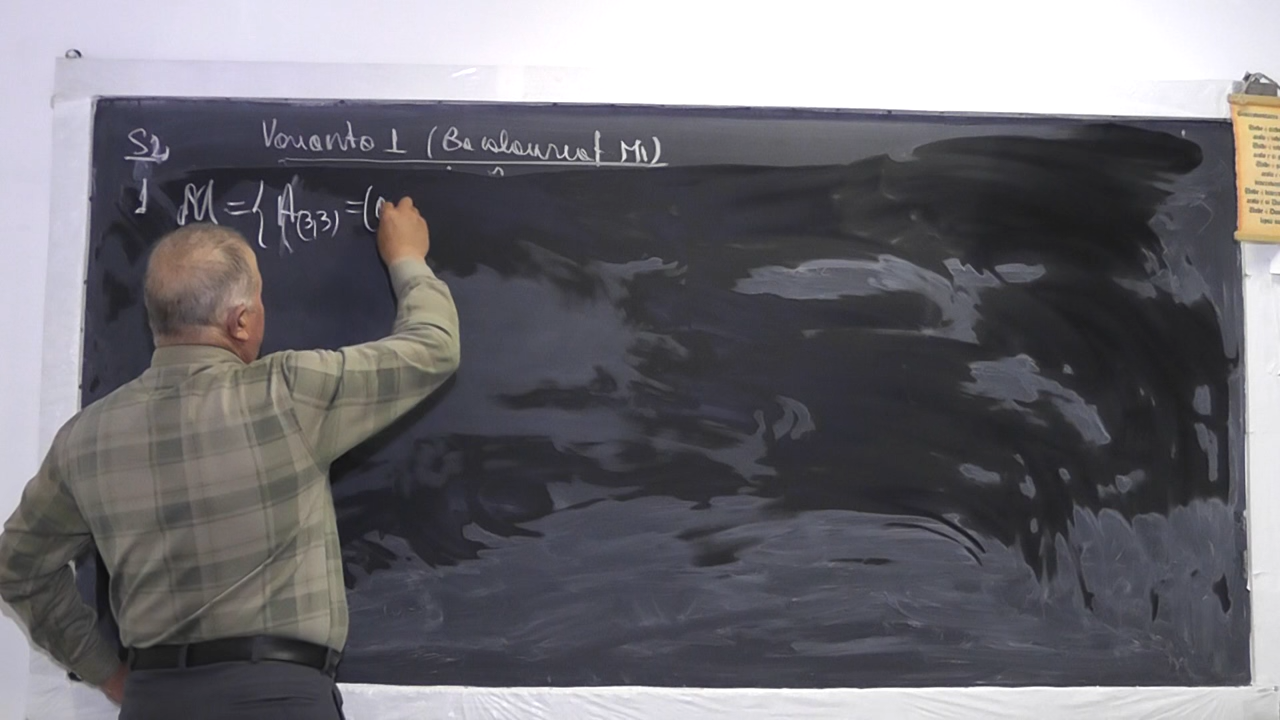 S2 Varianta 1 (Bacalaureat M1)
1 M = { A(3,3) = (a